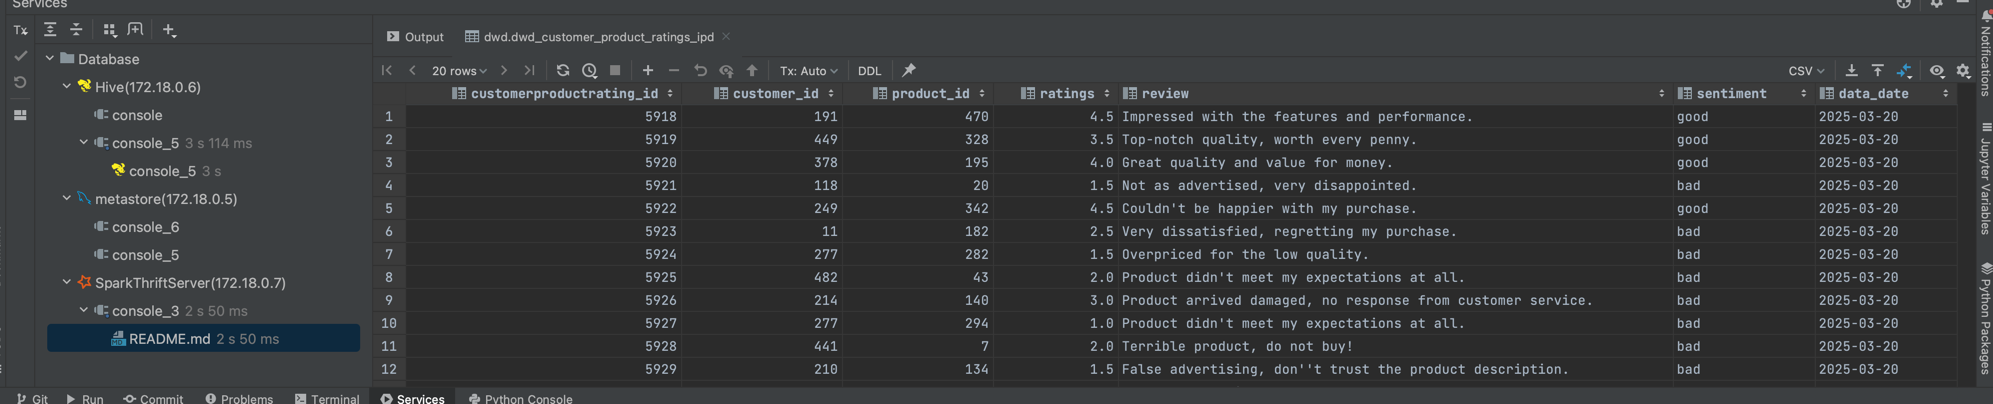 Services
Tx
Database
Hive(172.18.0.6)
console
console_5 3 s 114 ms
console_5 3 s
metastore(172.18.0.5)
console_6
console_5
SparkThriftServer(172.18.0.7)
console_3 2 s 50 ms
README.md 2 s 50 ms
Output dwd.dwd_customer_product_ratings_ipd
20 rows Tx: Auto DDL CSV
customerproductrating_id customer_id product_id ratings review sentiment data_date
1 5918 191 470 4.5 Impressed with the features and performance. good 2025-03-20
2 5919 449 328 3.5 Top-notch quality, worth every penny. good 2025-03-20
3 5920 378 195 4.0 Great quality and value for money. good 2025-03-20
4 5921 118 20 1.5 Not as advertised, very disappointed. bad 2025-03-20
5 5922 249 342 4.5 Couldn't be happier with my purchase. good 2025-03-20
6 5923 11 182 2.5 Very dissatisfied, regretting my purchase. bad 2025-03-20
7 5924 277 282 1.5 Overpriced for the low quality. bad 2025-03-20
8 5925 482 43 2.0 Product didn't meet my expectations at all. bad 2025-03-20
9 5926 214 140 3.0 Product arrived damaged, no response from customer service. bad 2025-03-20
10 5927 277 294 1.0 Product didn't meet my expectations at all. bad 2025-03-20
11 5928 441 7 2.0 Terrible product, do not buy! bad 2025-03-20
12 5929 210 134 1.5 False advertising, don''t trust the product description. bad 2025-03-20
Notifications
Jupyter Variables
Python Packages
Git Run Commit Problems Terminal Services Python Console